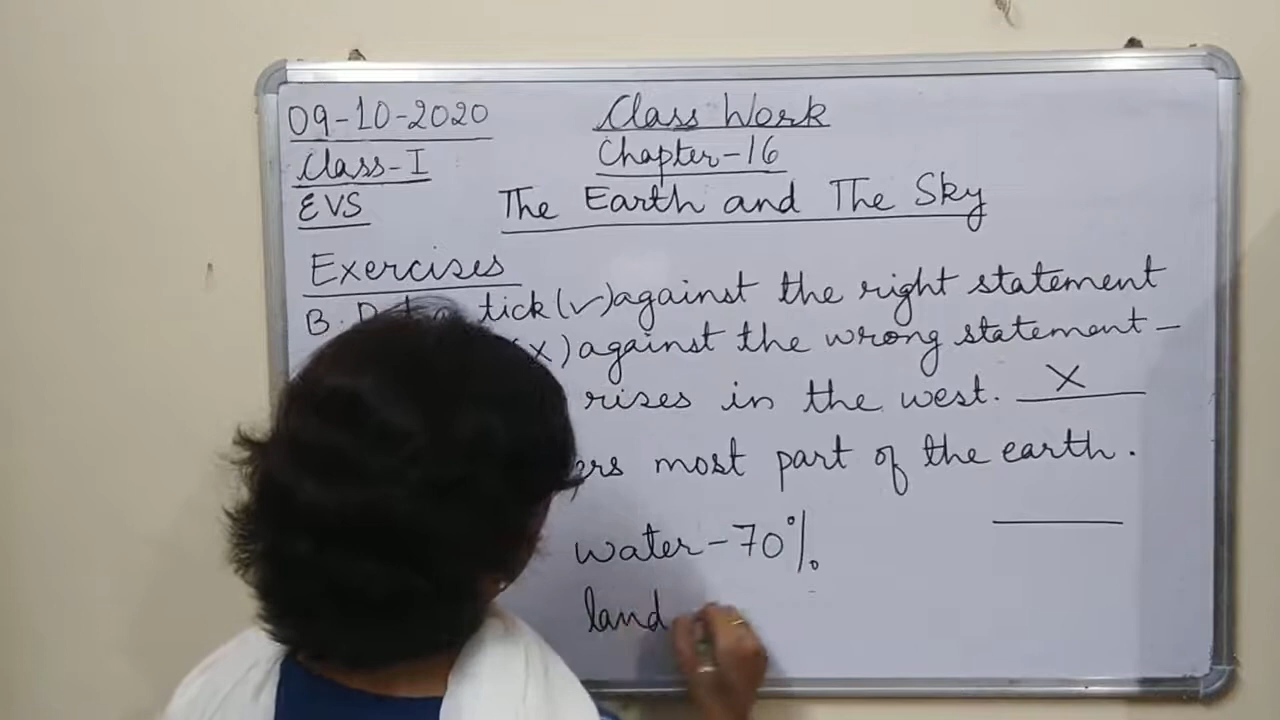 09-10-2020
Class Work
Class-I
Chapter-16
EVS
The Earth and The Sky
Exercises
B. tick (✓) against the right statement
(x) against the wrong statement -
rises in the west. X
most part of the earth.
water - 70%
land